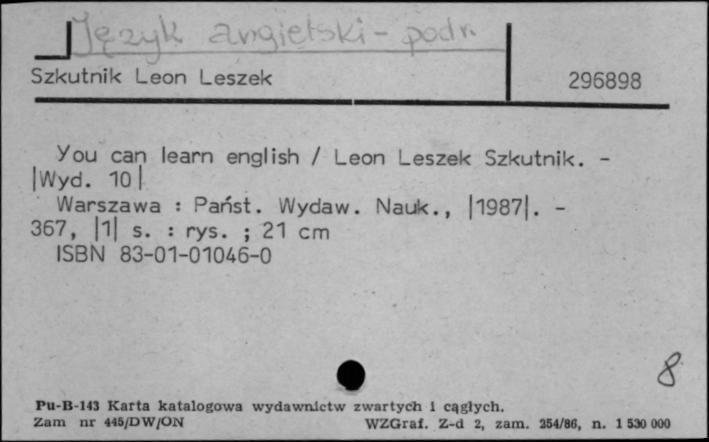 Język angielski - podr.
Szkutnik Leon Leszek
296898
You can learn english / Leon Leszek Szkutnik. -
|Wyd. 10|
Warszawa : Państ. Wydaw. Nauk., |1987|. -
367, |1| s. : rys. ; 21 cm
ISBN 83-01-01046-0
8
Pu-B-143 Karta katalogowa wydawnictw zwartych i ciągłych.
Zam nr 445/DW/ON WZGraf. Z-d 2, zam. 254/86, n. 1 530 000